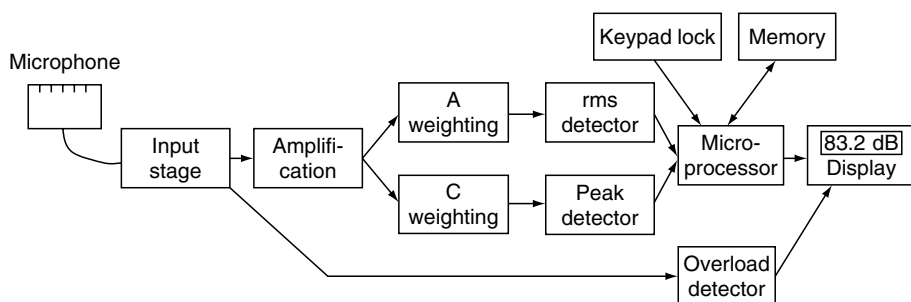 Keypad lock
Memory
Microphone
A
weighting
rms
detector
Input
stage
Amplifi-
cation
Micro-
processor
83.2 dB
Display
C
weighting
Peak
detector
Overload
detector